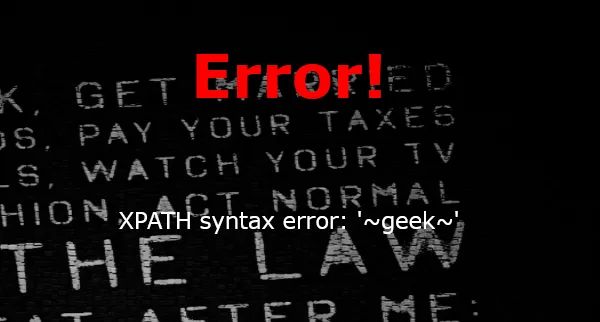 Error!
K, GET MARRIED
DS, PAY YOUR TAXES
LS, WATCH YOUR TV
HION, ACT NORMAL
XPATH syntax error: '~geek~'
THE LAW
AT AFTER ME: